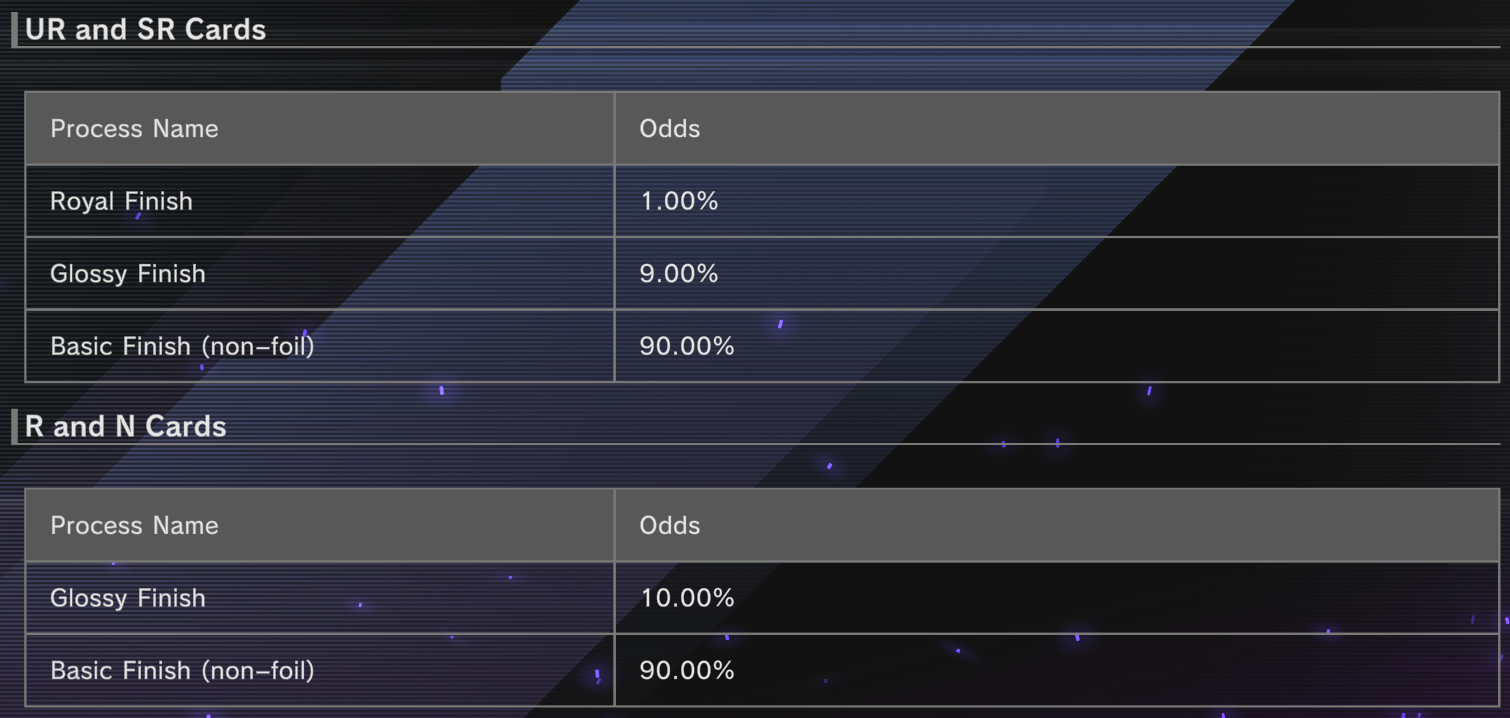 UR and SR Cards
Process Name Odds
Royal Finish 1.00%
Glossy Finish 9.00%
Basic Finish (non–foil) 90.00%
R and N Cards
Process Name Odds
Glossy Finish 10.00%
Basic Finish (non–foil) 90.00%